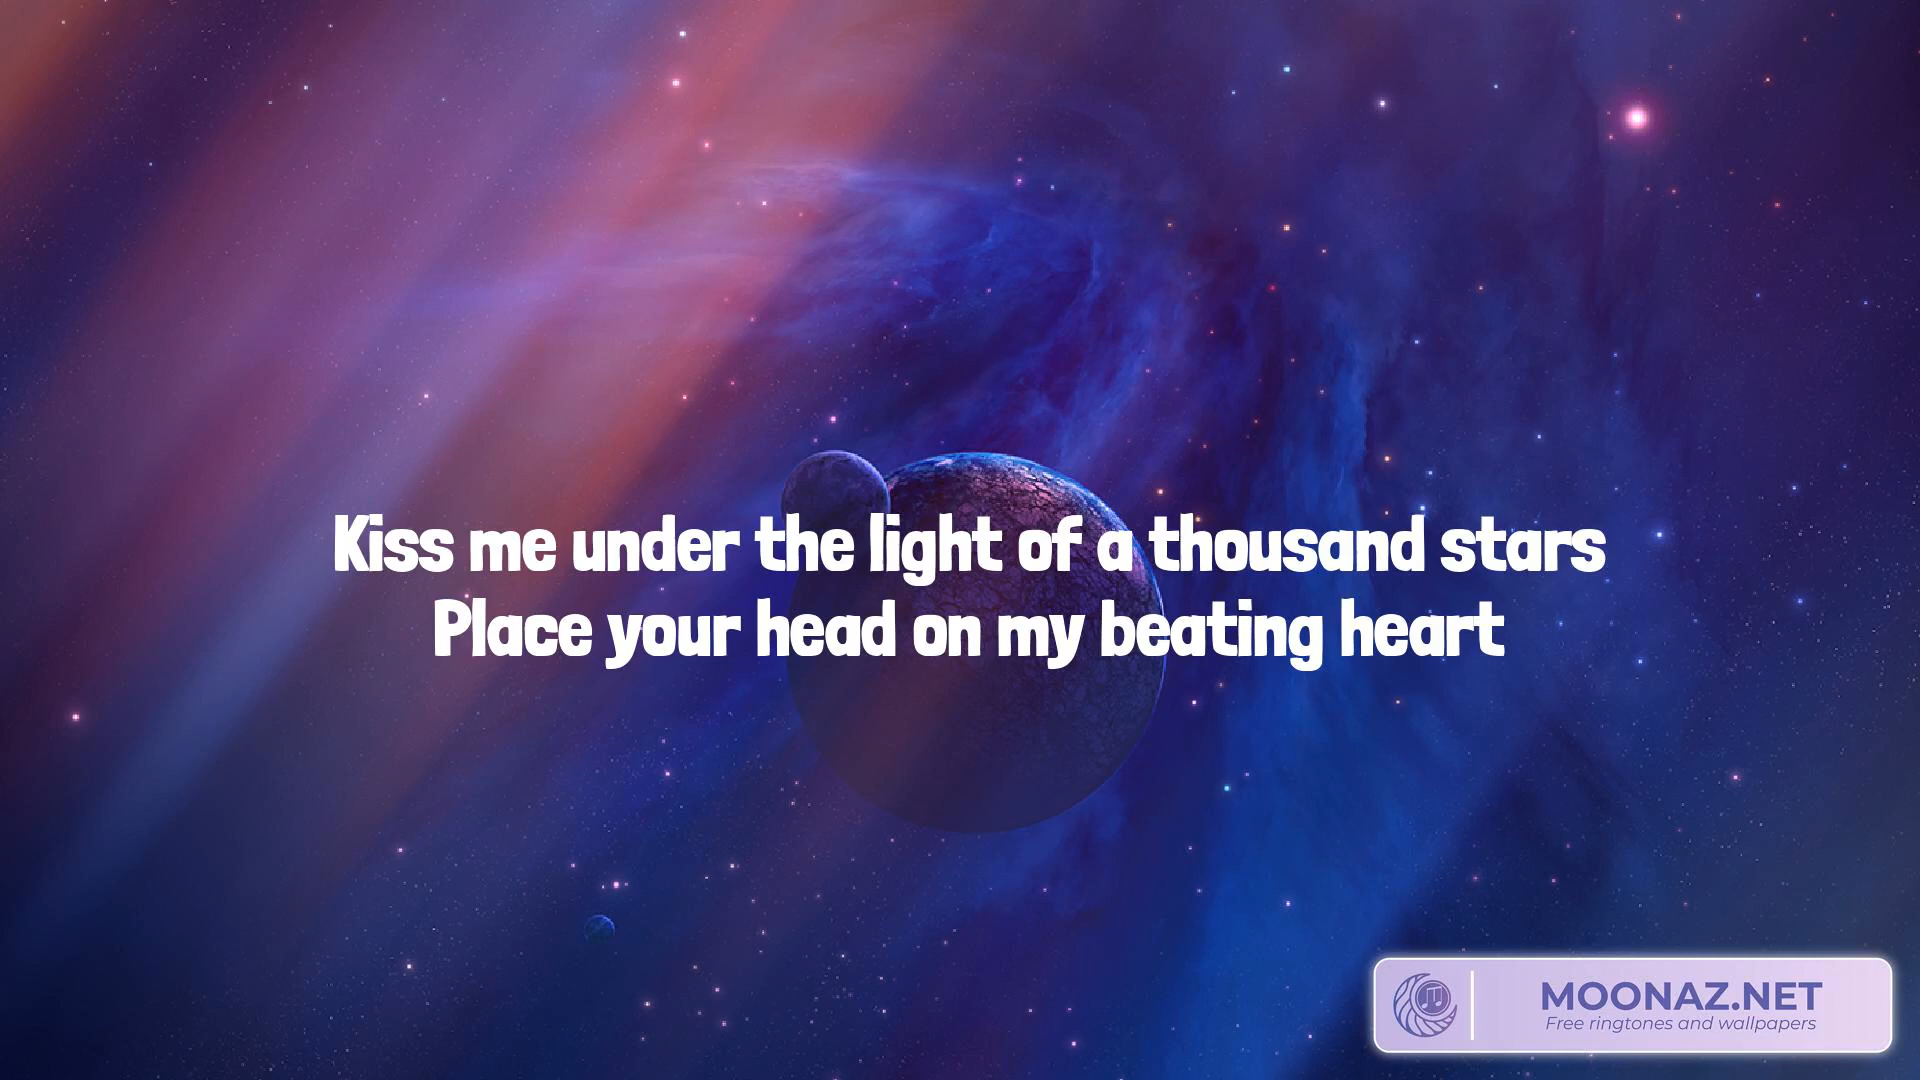 Kiss me under the light of a thousand stars
Place your head on my beating heart
MOONAZ.NET
Free ringtones and wallpapers